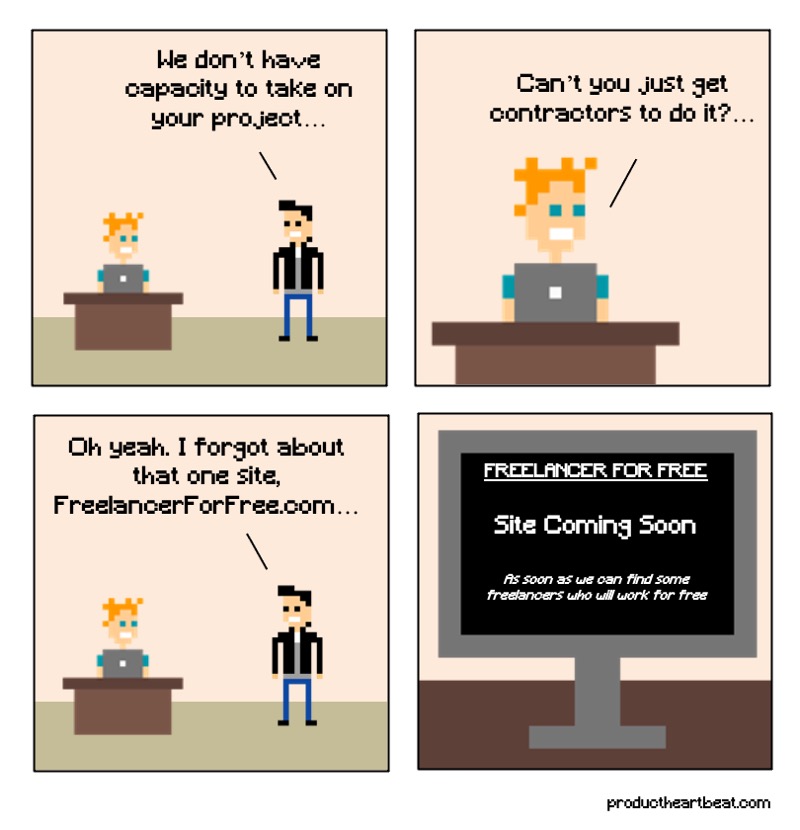 We don't have
capacity to take on
your project...
Can't you just get
contractors to do it?...
Oh yeah. I forgot about
that one site,
FreelancerForFree.com...
FREELANCER FOR FREE
Site Coming Soon
As soon as we can find some
freelancers who will work for free
productheartbeat.com